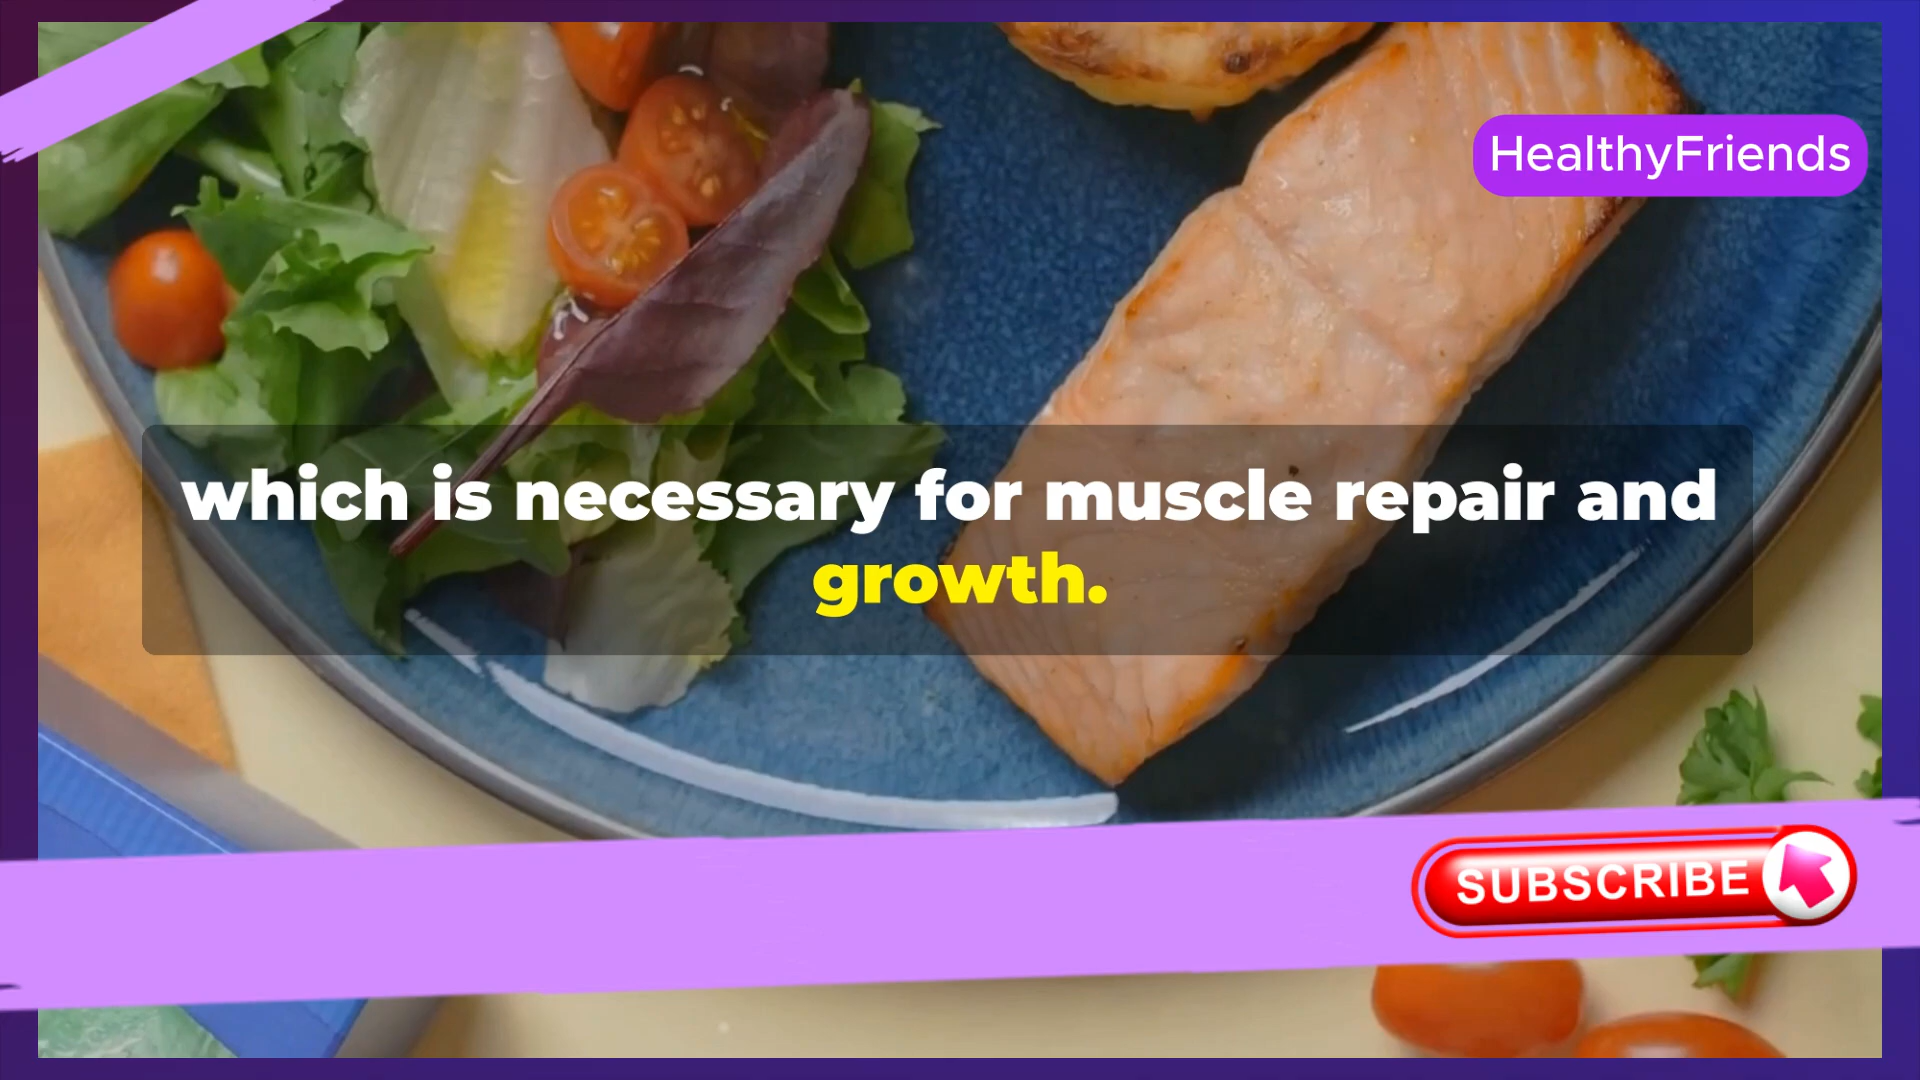 HealthyFriends
which is necessary for muscle repair and
growth.
SUBSCRIBE